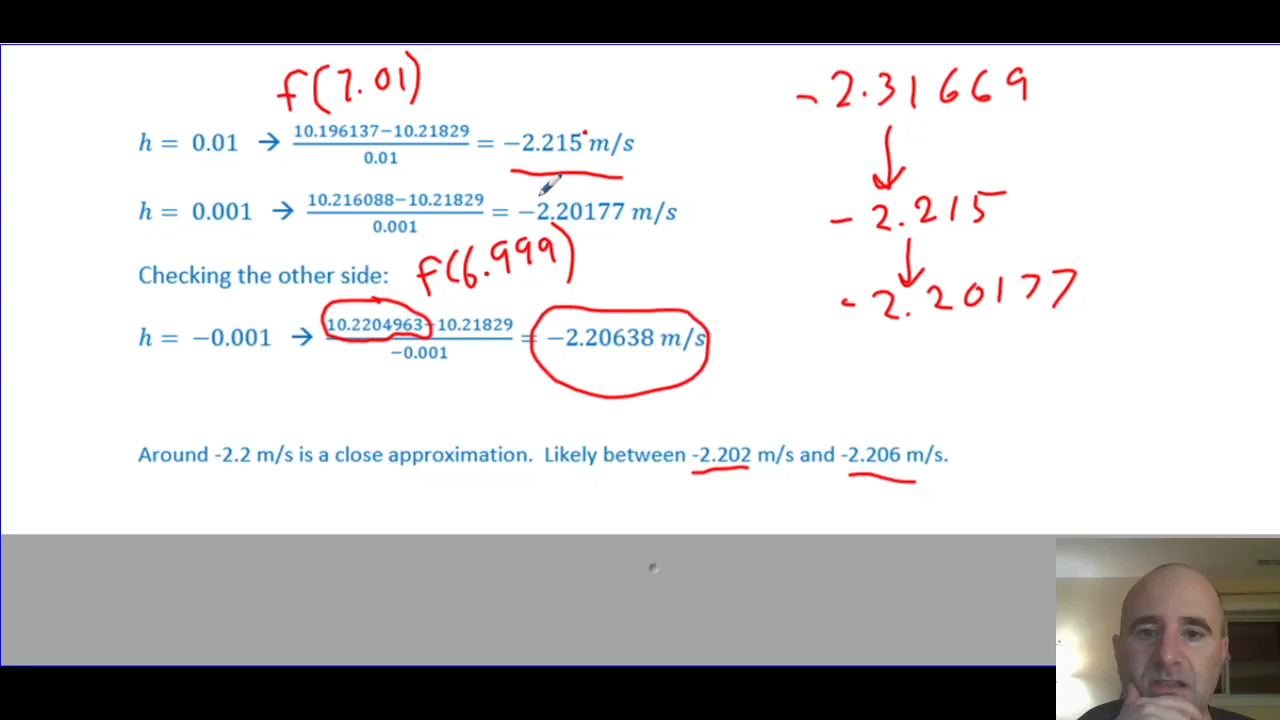 f(7.01)
-2.31669
h = 0.01 → 10.196137−10.21829 / 0.01 = −2.215 m/s
h = 0.001 → 10.216088−10.21829 / 0.001 = −2.20177 m/s
-2.215
Checking the other side: f(6.999)
-2.20177
h = −0.001 → 10.2204963−10.21829 / −0.001 = −2.20638 m/s
Around -2.2 m/s is a close approximation. Likely between -2.202 m/s and -2.206 m/s.